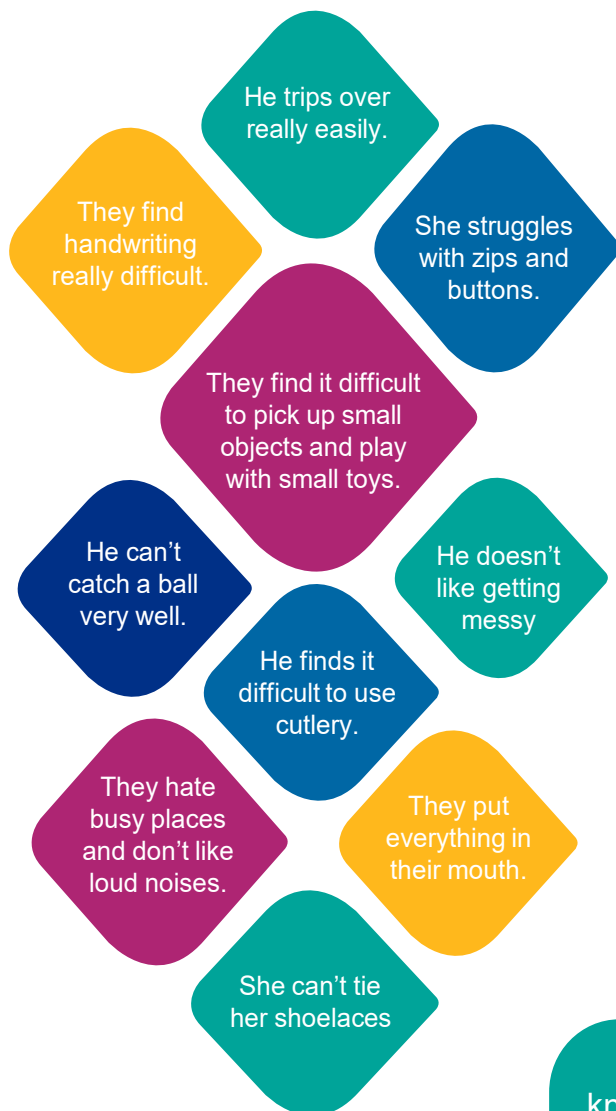 He trips over
really easily.
They find
handwriting
really difficult.
She struggles
with zips and
buttons.
They find it difficult
to pick up small
objects and play
with small toys.
He can’t
catch a ball
very well.
He doesn’t
like getting
messy
He finds it
difficult to use
cutlery.
They hate
busy places
and don’t like
loud noises.
They put
everything in
their mouth.
She can’t tie
her shoelaces